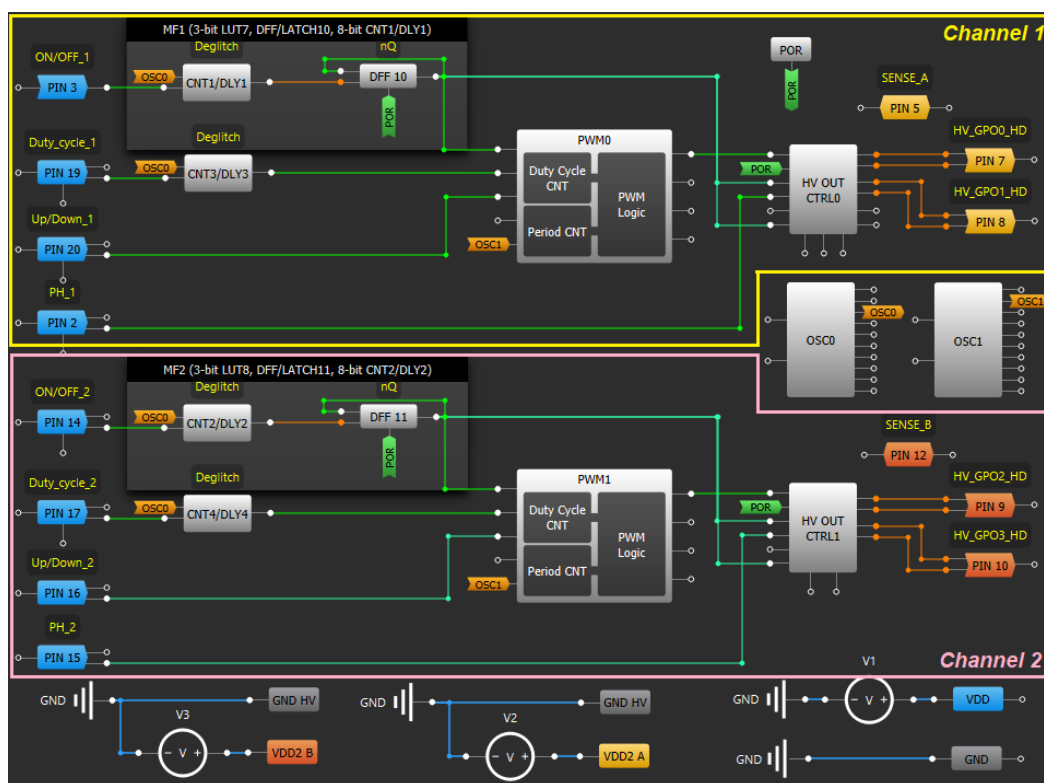 Channel 1
MF1 (3-bit LUT7, DFF/LATCH10, 8-bit CNT1/DLY1)
ON/OFF_1
Deglitch
nQ
PIN 3
OSC0
CNT1/DLY1
DFF 10
POR
POR
POR
SENSE_A
PIN 5
Duty_cycle_1
Deglitch
PIN 19
OSC0
CNT3/DLY3
PWM0
Duty Cycle
CNT
Period CNT
PWM
Logic
OSC1
POR
HV OUT
CTRL0
HV_GPO0_HD
PIN 7
HV_GPO1_HD
PIN 8
Up/Down_1
PIN 20
PH_1
PIN 2
OSC0
OSC0
OSC1
OSC1
MF2 (3-bit LUT8, DFF/LATCH11, 8-bit CNT2/DLY2)
ON/OFF_2
Deglitch
nQ
PIN 14
OSC0
CNT2/DLY2
DFF 11
POR
SENSE_B
PIN 12
Duty_cycle_2
Deglitch
PIN 17
OSC0
CNT4/DLY4
PWM1
Duty Cycle
CNT
Period CNT
PWM
Logic
OSC1
POR
HV OUT
CTRL1
HV_GPO2_HD
PIN 9
HV_GPO3_HD
PIN 10
Up/Down_2
PIN 16
PH_2
PIN 15
Channel 2
GND
GND HV
V3
− V +
VDD2 B
GND
GND HV
V2
− V +
VDD2 A
V1
GND
− V +
VDD
GND
GND